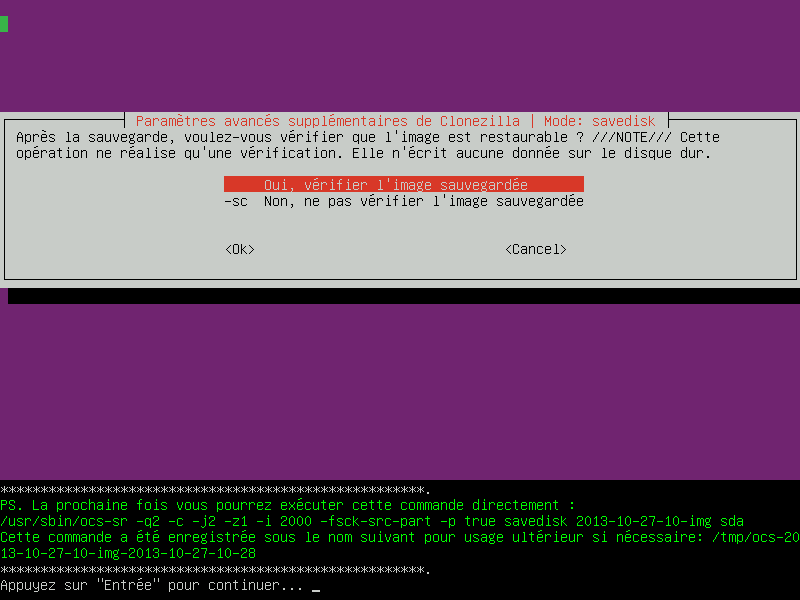 Paramètres avancés supplémentaires de Clonezilla | Mode: savedisk
Après la sauvegarde, voulez-vous vérifier que l'image est restaurable ? ///NOTE/// Cette
opération ne réalise qu'une vérification. Elle n'écrit aucune donnée sur le disque dur.
Oui, vérifier l'image sauvegardée
-sc Non, ne pas vérifier l'image sauvegardée
<Ok> <Cancel>
*****************************************************.
PS. La prochaine fois vous pourrez exécuter cette commande directement :
/usr/sbin/ocs-sr -q2 -c -j2 -z1 -i 2000 -fsck-src-part -p true savedisk 2013-10-27-10-img sda
Cette commande a été enregistrée sous le nom suivant pour usage ultérieur si nécessaire: /tmp/ocs-20
13-10-27-10-img-2013-10-27-10-28
*****************************************************.
Appuyez sur "Entrée" pour continuer... _